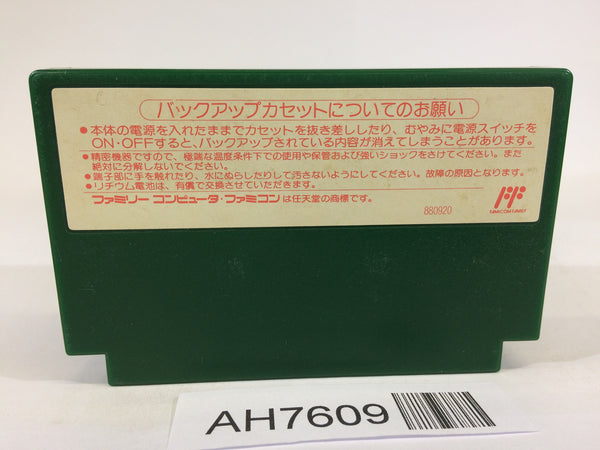 バックアップカセットについてのお願い
●本体の電源を入れたままでカセットを抜き差ししたり、むやみに電源スイッチを
ON・OFFすると、バックアップされている内容が消えてしまうことがあります。
●精密機器ですので、極端な温度条件下での使用や保管および強いショックをさけてください。また
絶対に分解しないでください。
●端子部に手を触れたり、水にぬらしたりして汚さないようにしてください。故障の原因となります。
●リチウム電池は、有償で交換させていただきます。
ファミリーコンピュータ・ファミコンは任天堂の商標です。
880920
FAMICOM FAMILY
AH7609